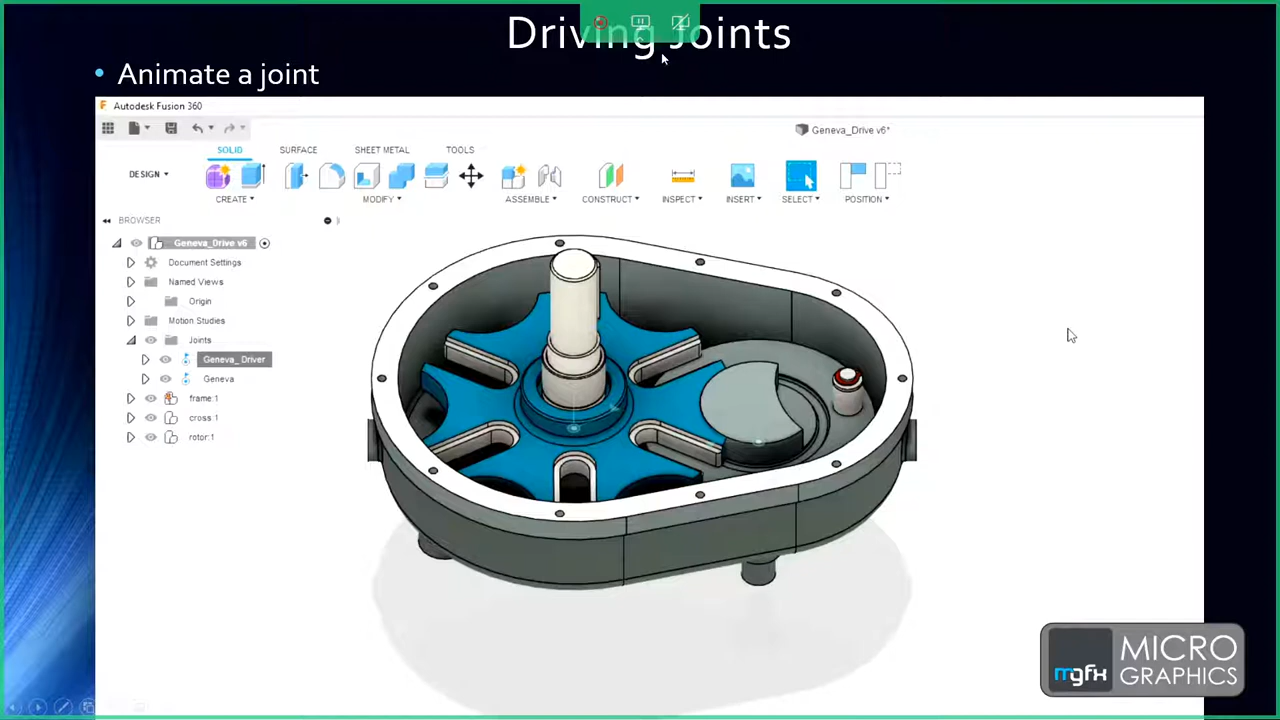 Driving Joints
• Animate a joint
Autodesk Fusion 360
Geneva_Drive v6*
SOLID SURFACE SHEET METAL TOOLS
DESIGN
CREATE MODIFY ASSEMBLE CONSTRUCT INSPECT INSERT SELECT POSITION
BROWSER
Geneva_Drive v6
Document Settings
Named Views
Origin
Motion Studies
Joints
Geneva_Driver
Geneva
frame:1
cross:1
rotor:1
mgfx
MICRO
GRAPHICS